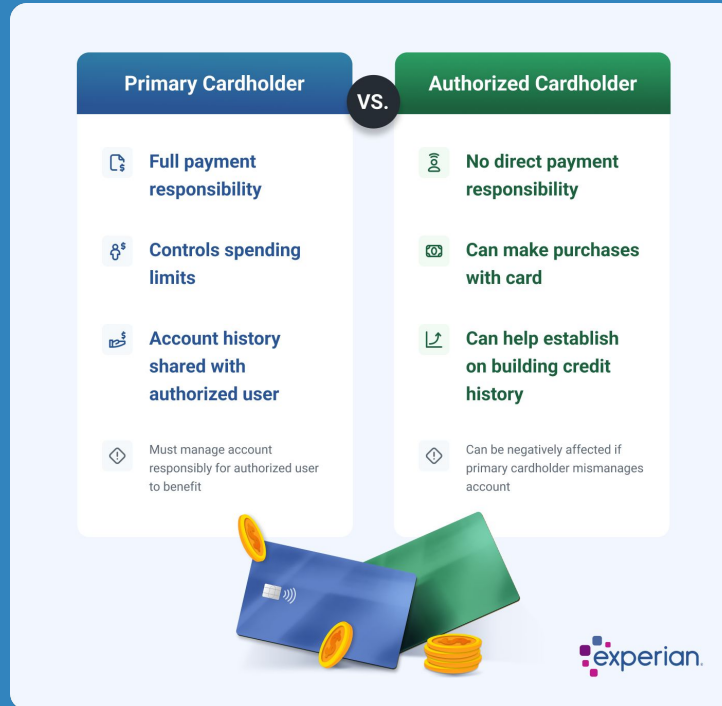 Primary Cardholder
VS.
Authorized Cardholder
Full payment
responsibility
Controls spending
limits
Account history
shared with
authorized user
Must manage account
responsibly for authorized user
to benefit
No direct payment
responsibility
Can make purchases
with card
Can help establish
on building credit
history
Can be negatively affected if
primary cardholder mismanages
account
experian.